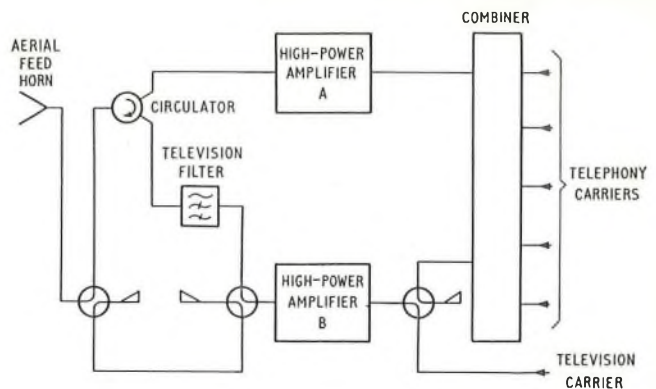 COMBINER
AERIAL
FEED
HORN
HIGH-POWER
AMPLIFIER
A
CIRCULATOR
TELEVISION
FILTER
TELEPHONY
CARRIERS
HIGH-POWER
AMPLIFIER
B
TELEVISION
CARRIER